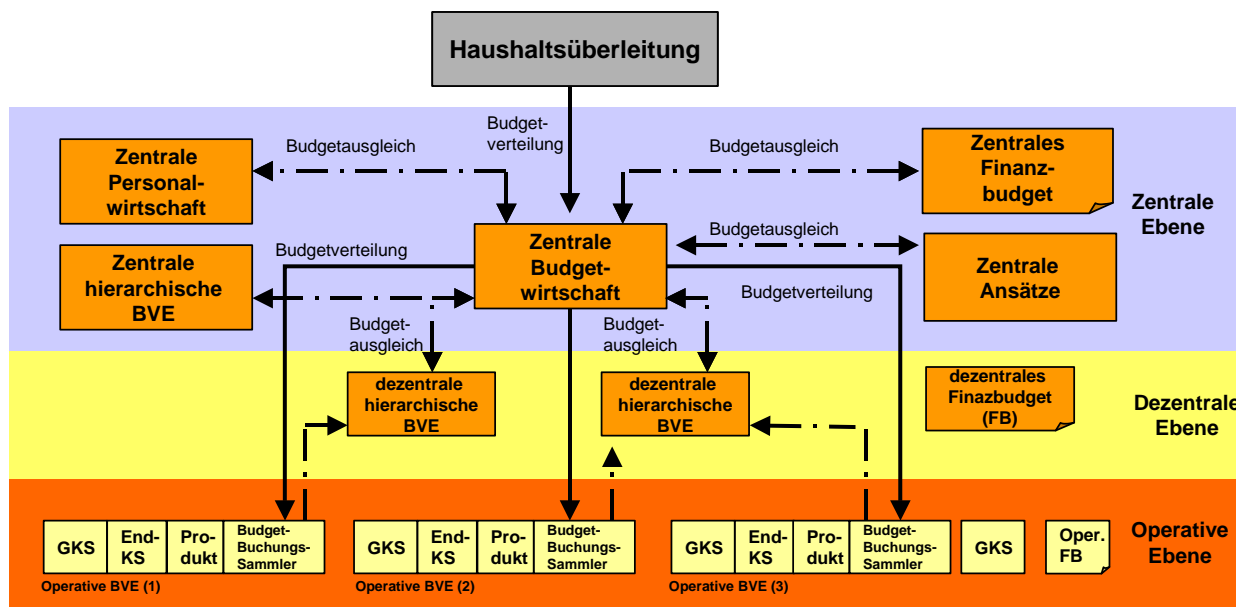 Haushaltsüberleitung
Budget-
verteilung
Budgetausgleich
Budgetausgleich
Zentrale
Personal-
wirtschaft
Zentrales
Finanz-
budget
Zentrale
Ebene
Budgetausgleich
Budgetverteilung
Zentrale
Budget-
wirtschaft
Zentrale
hierarchische
BVE
Zentrale
Ansätze
Budgetverteilung
Budget-
ausgleich
Budget-
ausgleich
dezentrale
hierarchische
BVE
dezentrale
hierarchische
BVE
dezentrales
Finazbudget
(FB)
Dezentrale
Ebene
GKS
End-
KS
Pro-
dukt
Budget-
Buchungs-
Sammler
Operative BVE (1)
GKS
End-
KS
Pro-
dukt
Budget-
Buchungs-
Sammler
Operative BVE (2)
GKS
End-
KS
Pro-
dukt
Budget-
Buchungs-
Sammler
Operative BVE (3)
GKS
Oper.
FB
Operative
Ebene